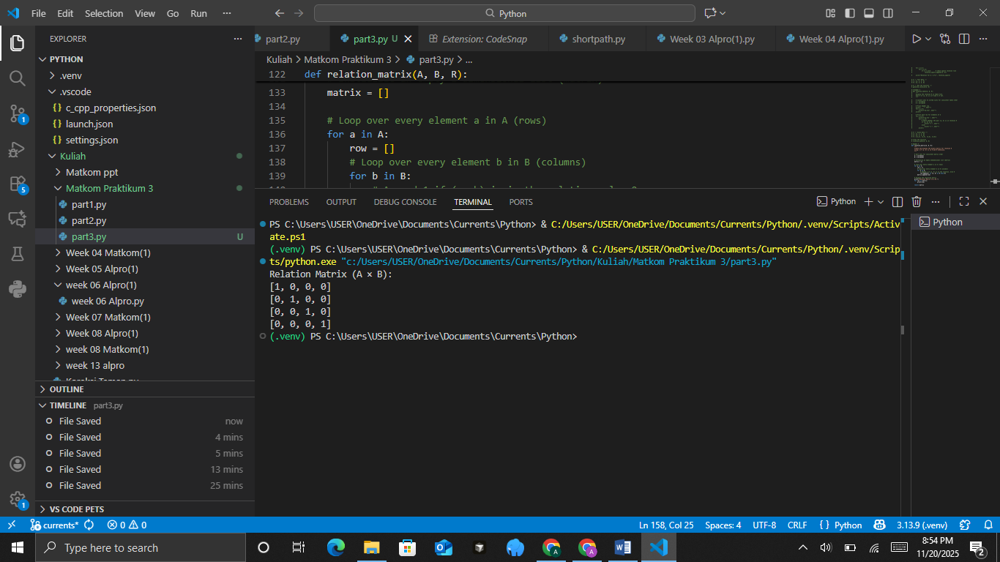 File Edit Selection View Go Run ···
Python
EXPLORER
PYTHON
.venv
.vscode
c_cpp_properties.json
launch.json
settings.json
Kuliah
Matkom ppt
Matkom Praktikum 3
part1.py
part2.py
part3.py U
Week 04 Matkom(1)
Week 05 Alpro(1)
week 06 Alpro(1)
week 06 Alpro.py
Week 07 Matkom(1)
Week 08 Alpro(1)
week 08 Matkom(1)
week 13 alpro
OUTLINE
TIMELINE part3.py
File Saved now
File Saved 4 mins
File Saved 5 mins
File Saved 13 mins
File Saved 25 mins
VS CODE PETS
1
5
1
part2.py
part3.py U
Extension: CodeSnap
shortpath.py
Week 03 Alpro(1).py
Week 04 Alpro(1).py
Kuliah > Matkom Praktikum 3 > part3.py > ...
122 def relation_matrix(A, B, R):
133 matrix = []
134
135 # Loop over every element a in A (rows)
136 for a in A:
137 row = []
138 # Loop over every element b in B (columns)
139 for b in B:
PROBLEMS OUTPUT DEBUG CONSOLE TERMINAL PORTS
Python
Python
PS C:\Users\USER\OneDrive\Documents\Currents\Python> & C:/Users/USER/OneDrive/Documents/Currents/Python/.venv/Scripts/Activ
ate.ps1
(.venv) PS C:\Users\USER\OneDrive\Documents\Currents\Python> & C:/Users/USER/OneDrive/Documents/Currents/Python/.venv/Scrip
ts/python.exe "c:/Users/USER/OneDrive/Documents/Currents/Python/Kuliah/Matkom Praktikum 3/part3.py"
Relation Matrix (A × B):
[1, 0, 0, 0]
[0, 1, 0, 0]
[0, 0, 1, 0]
[0, 0, 0, 1]
(.venv) PS C:\Users\USER\OneDrive\Documents\Currents\Python>
currents* 0 0
Ln 158, Col 25 Spaces: 4 UTF-8 CRLF { } Python 3.13.9 (.venv)
Type here to search
8:54 PM
11/20/2025
2